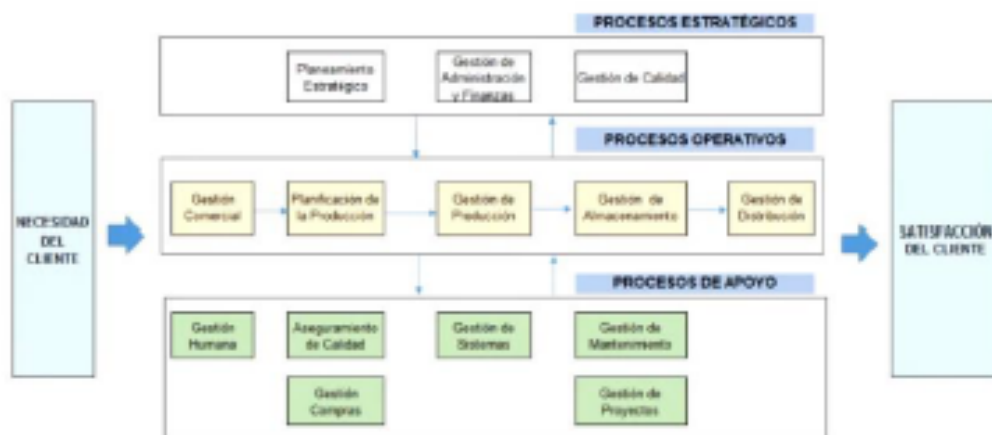 PROCESOS ESTRATÉGICOS
Planeamiento
Estratégico
Gestión de
Administración
y Finanzas
Gestión de Calidad
PROCESOS OPERATIVOS
NECESIDAD
DEL
CLIENTE
Gestión
Comercial
Planificación de
la Producción
Gestión de
Producción
Gestión de
Almacenamiento
Gestión de
Distribución
SATISFACCIÓN
DEL CLIENTE
PROCESOS DE APOYO
Gestión
Humana
Aseguramiento
de Calidad
Gestión de
Sistemas
Gestión de
Mantenimiento
Gestión
Compras
Gestión de
Proyectos